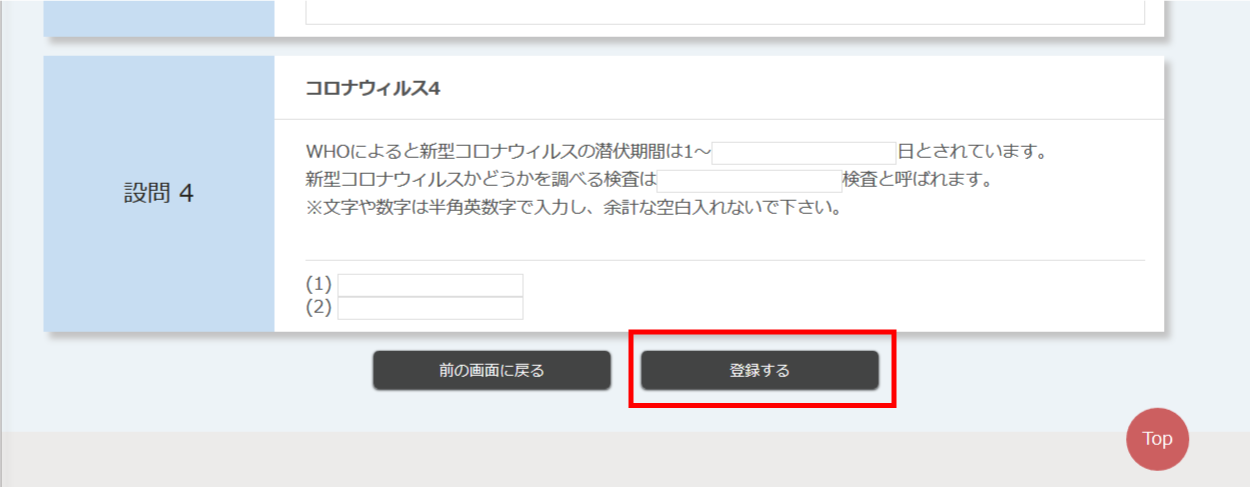 コロナウィルス4
設問 4
WHOによると新型コロナウィルスの潜伏期間は1～日とされています。
新型コロナウィルスかどうかを調べる検査は検査と呼ばれます。
※文字や数字は半角英数字で入力し、余計な空白入れないで下さい。
(1)
(2)
前の画面に戻る
登録する
Top